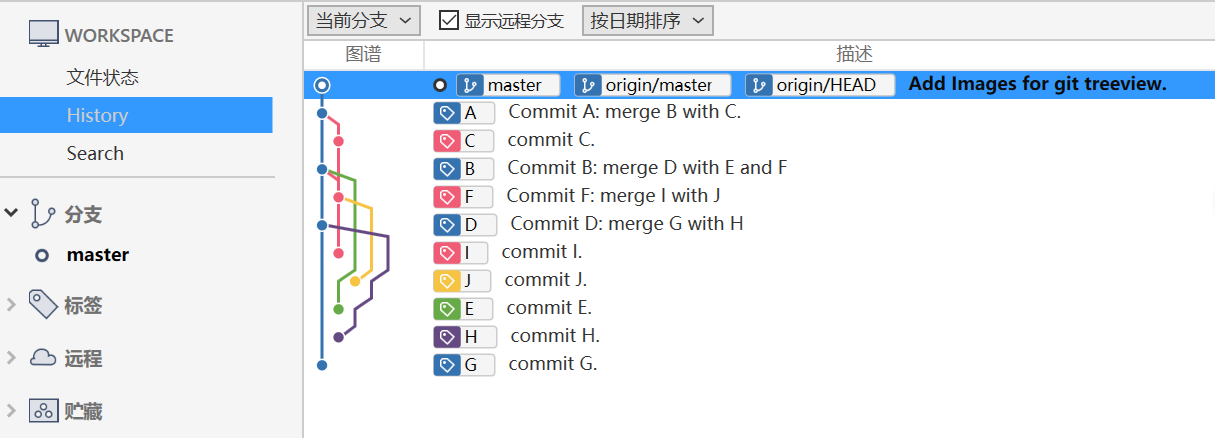 WORKSPACE
文件状态
History
Search
分支
master
标签
远程
贮藏
当前分支 显示远程分支 按日期排序
图谱 描述
master origin/master origin/HEAD Add Images for git treeview.
A Commit A: merge B with C.
C commit C.
B Commit B: merge D with E and F
F Commit F: merge I with J
D Commit D: merge G with H
I commit I.
J commit J.
E commit E.
H commit H.
G commit G.